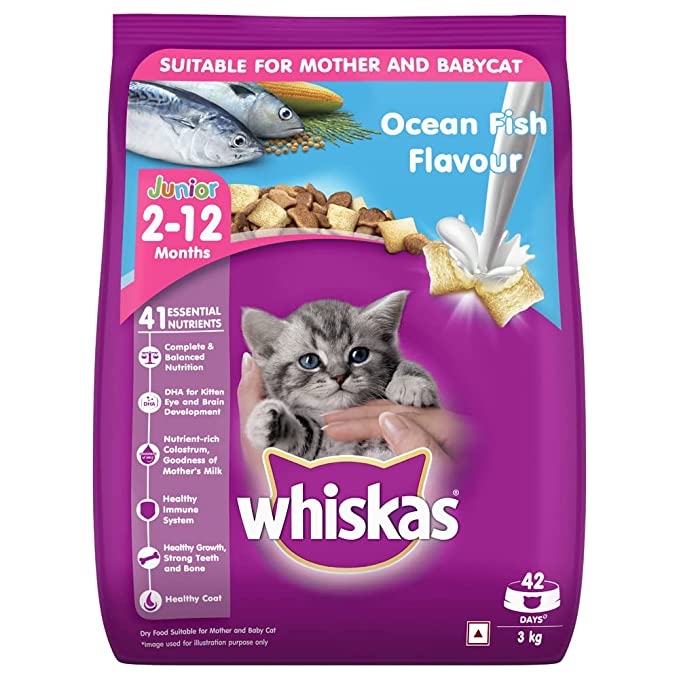 SUITABLE FOR MOTHER AND BABYCAT
Ocean Fish
Flavour
Junior
2-12
Months
41 ESSENTIAL
NUTRIENTS
Complete &
Balanced
Nutrition
DHA
DHA for Kitten
Eye and Brain
Development
Nutrient-rich
Colostrum,
Goodness of
Mother's Milk
Healthy
Immune
System
Healthy Growth,
Strong Teeth
and Bone
Healthy Coat
whiskas®
42
DAYS
3 kg
Dry Food Suitable for Mother and Baby Cat
*Image used for illustration purpose only